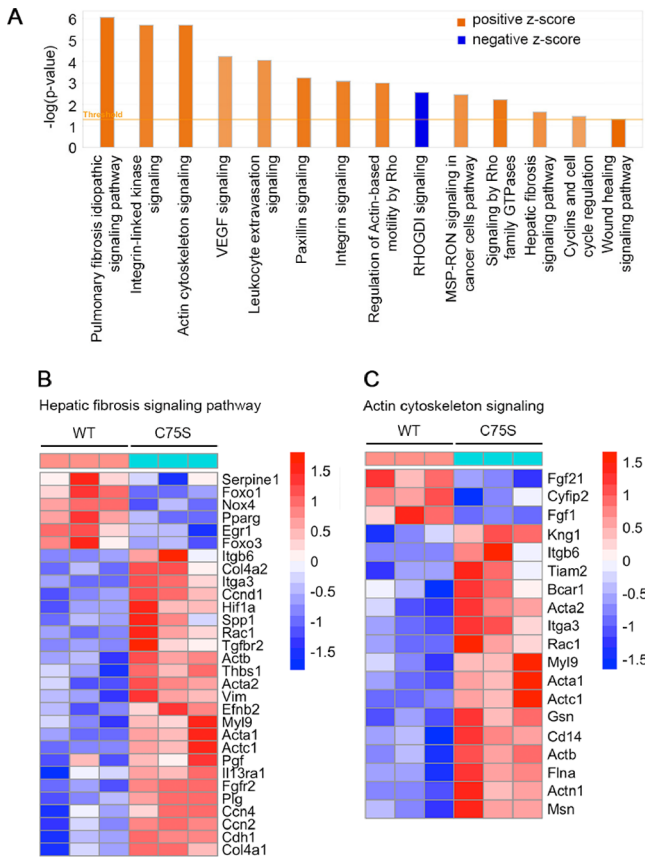 A
-log(p-value)
6
5
4
3
2
1
0
Threshold
positive z-score
negative z-score
Pulmonary fibrosis idiopathic
signaling pathway
Integrin-linked kinase
signaling
Actin cytoskeleton signaling
VEGF signaling
Leukocyte extravasation
signaling
Paxillin signaling
Integrin signaling
Regulation of Actin-based
motility by Rho
RHOGDI signaling
MSP-RON signaling in
cancer cells pathway
Signaling by Rho
family GTPases
Hepatic fibrosis
signaling pathway
Cyclins and cell
cycle regulation
Wound healing
signaling pathway
B
Hepatic fibrosis signaling pathway
WT
C75S
Serpine1
Foxo1
Nox4
Pparg
Egr1
Foxo3
Itgb6
Col4a2
Itga3
Ccnd1
Hif1a
Spp1
Rac1
Tgfbr2
Actb
Thbs1
Acta2
Vim
Efnb2
Myl9
Acta1
Actc1
Pgf
Il13ra1
Fgfr2
Plg
Ccn4
Ccn2
Cdh1
Col4a1
1.5
1
0.5
0
-0.5
-1
-1.5
C
Actin cytoskeleton signaling
WT
C75S
Fgf21
Cyfip2
Fgf1
Kng1
Itgb6
Tiam2
Bcar1
Acta2
Itga3
Rac1
Myl9
Acta1
Actc1
Gsn
Cd14
Actb
Flna
Actn1
Msn
1.5
1
0.5
0
-0.5
-1
-1.5